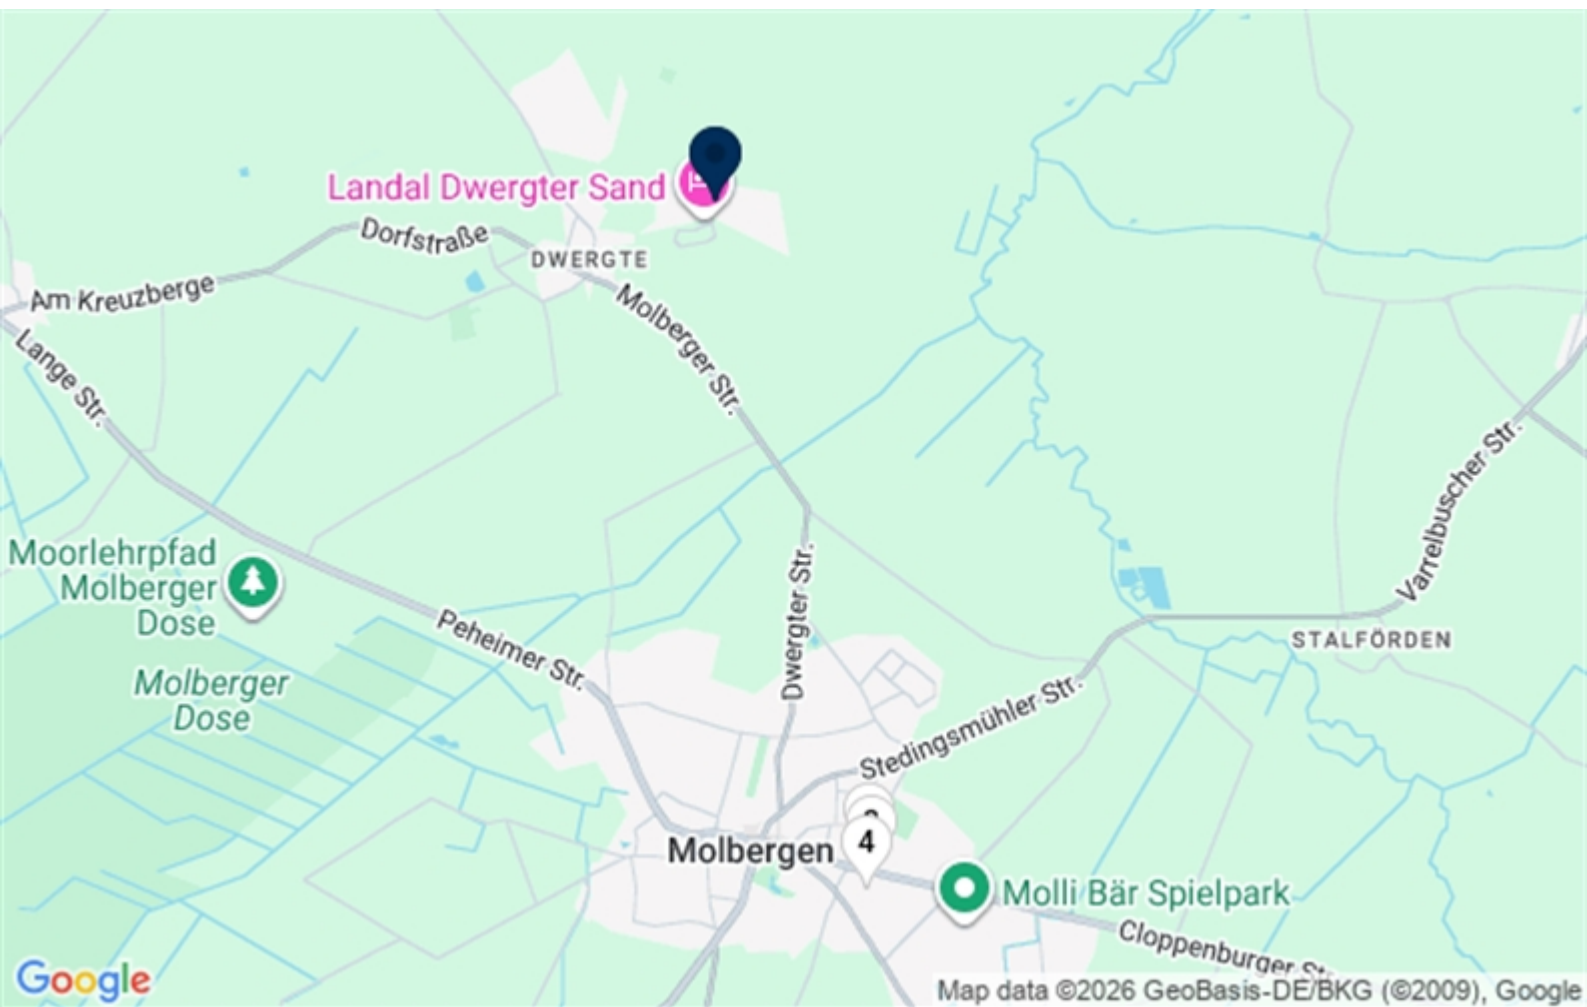 Landal Dwergter Sand
Dorfstraße
DWERGTE
Am Kreuzberge
Molberger Str.
Lange Str.
Varrelbuscher Str.
Moorlehrpfad
Molberger
Dose
Dwergter Str.
Peheimer Str.
STALFÖRDEN
Molberger
Dose
Stedingsmühler Str.
4
Molbergen
Molli Bär Spielpark
Cloppenburger Str.
Google
Map data ©2026 GeoBasis-DE/BKG (©2009), Google